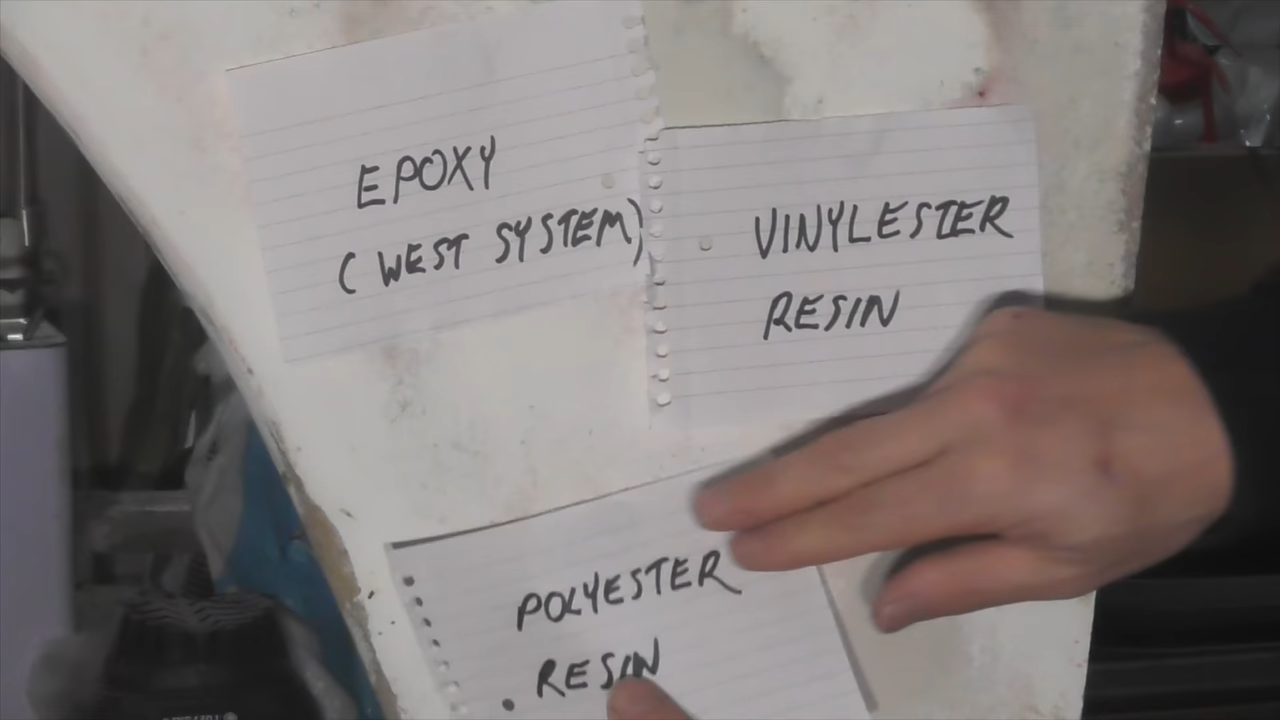 EPOXY
(WEST SYSTEM)
VINYLESTER
RESIN
POLYESTER
RESIN